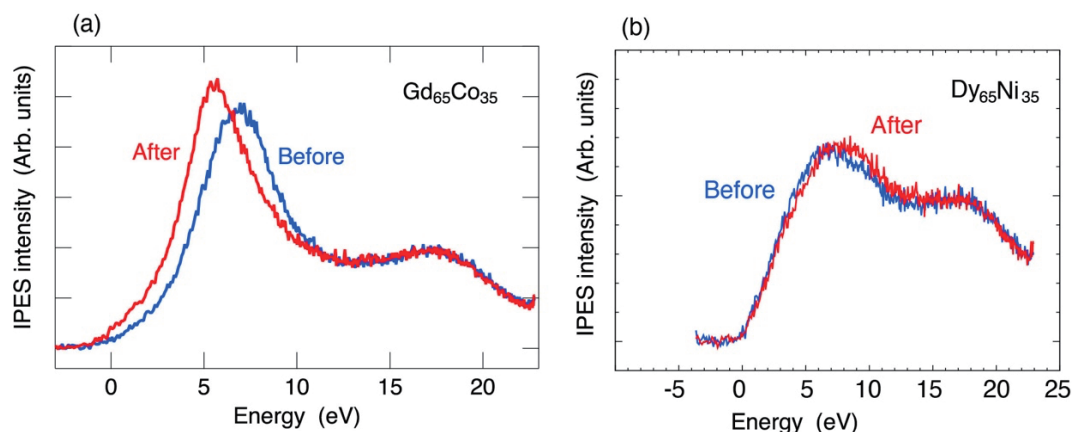 (a)
IPES intensity (Arb. units)
Gd65Co35
After
Before
0 5 10 15 20
Energy (eV)
(b)
IPES intensity (Arb. units)
Dy65Ni35
After
Before
-5 0 5 10 15 20 25
Energy (eV)